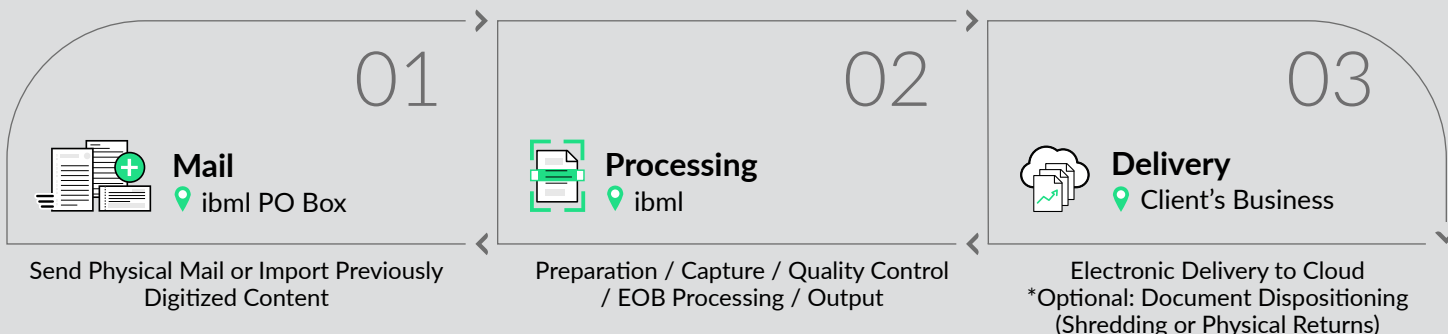 01
Mail
ibml PO Box
Send Physical Mail or Import Previously
Digitized Content
02
Processing
ibml
Preparation / Capture / Quality Control
/ EOB Processing / Output
03
Delivery
Client’s Business
Electronic Delivery to Cloud
*Optional: Document Dispositioning
(Shredding or Physical Returns)